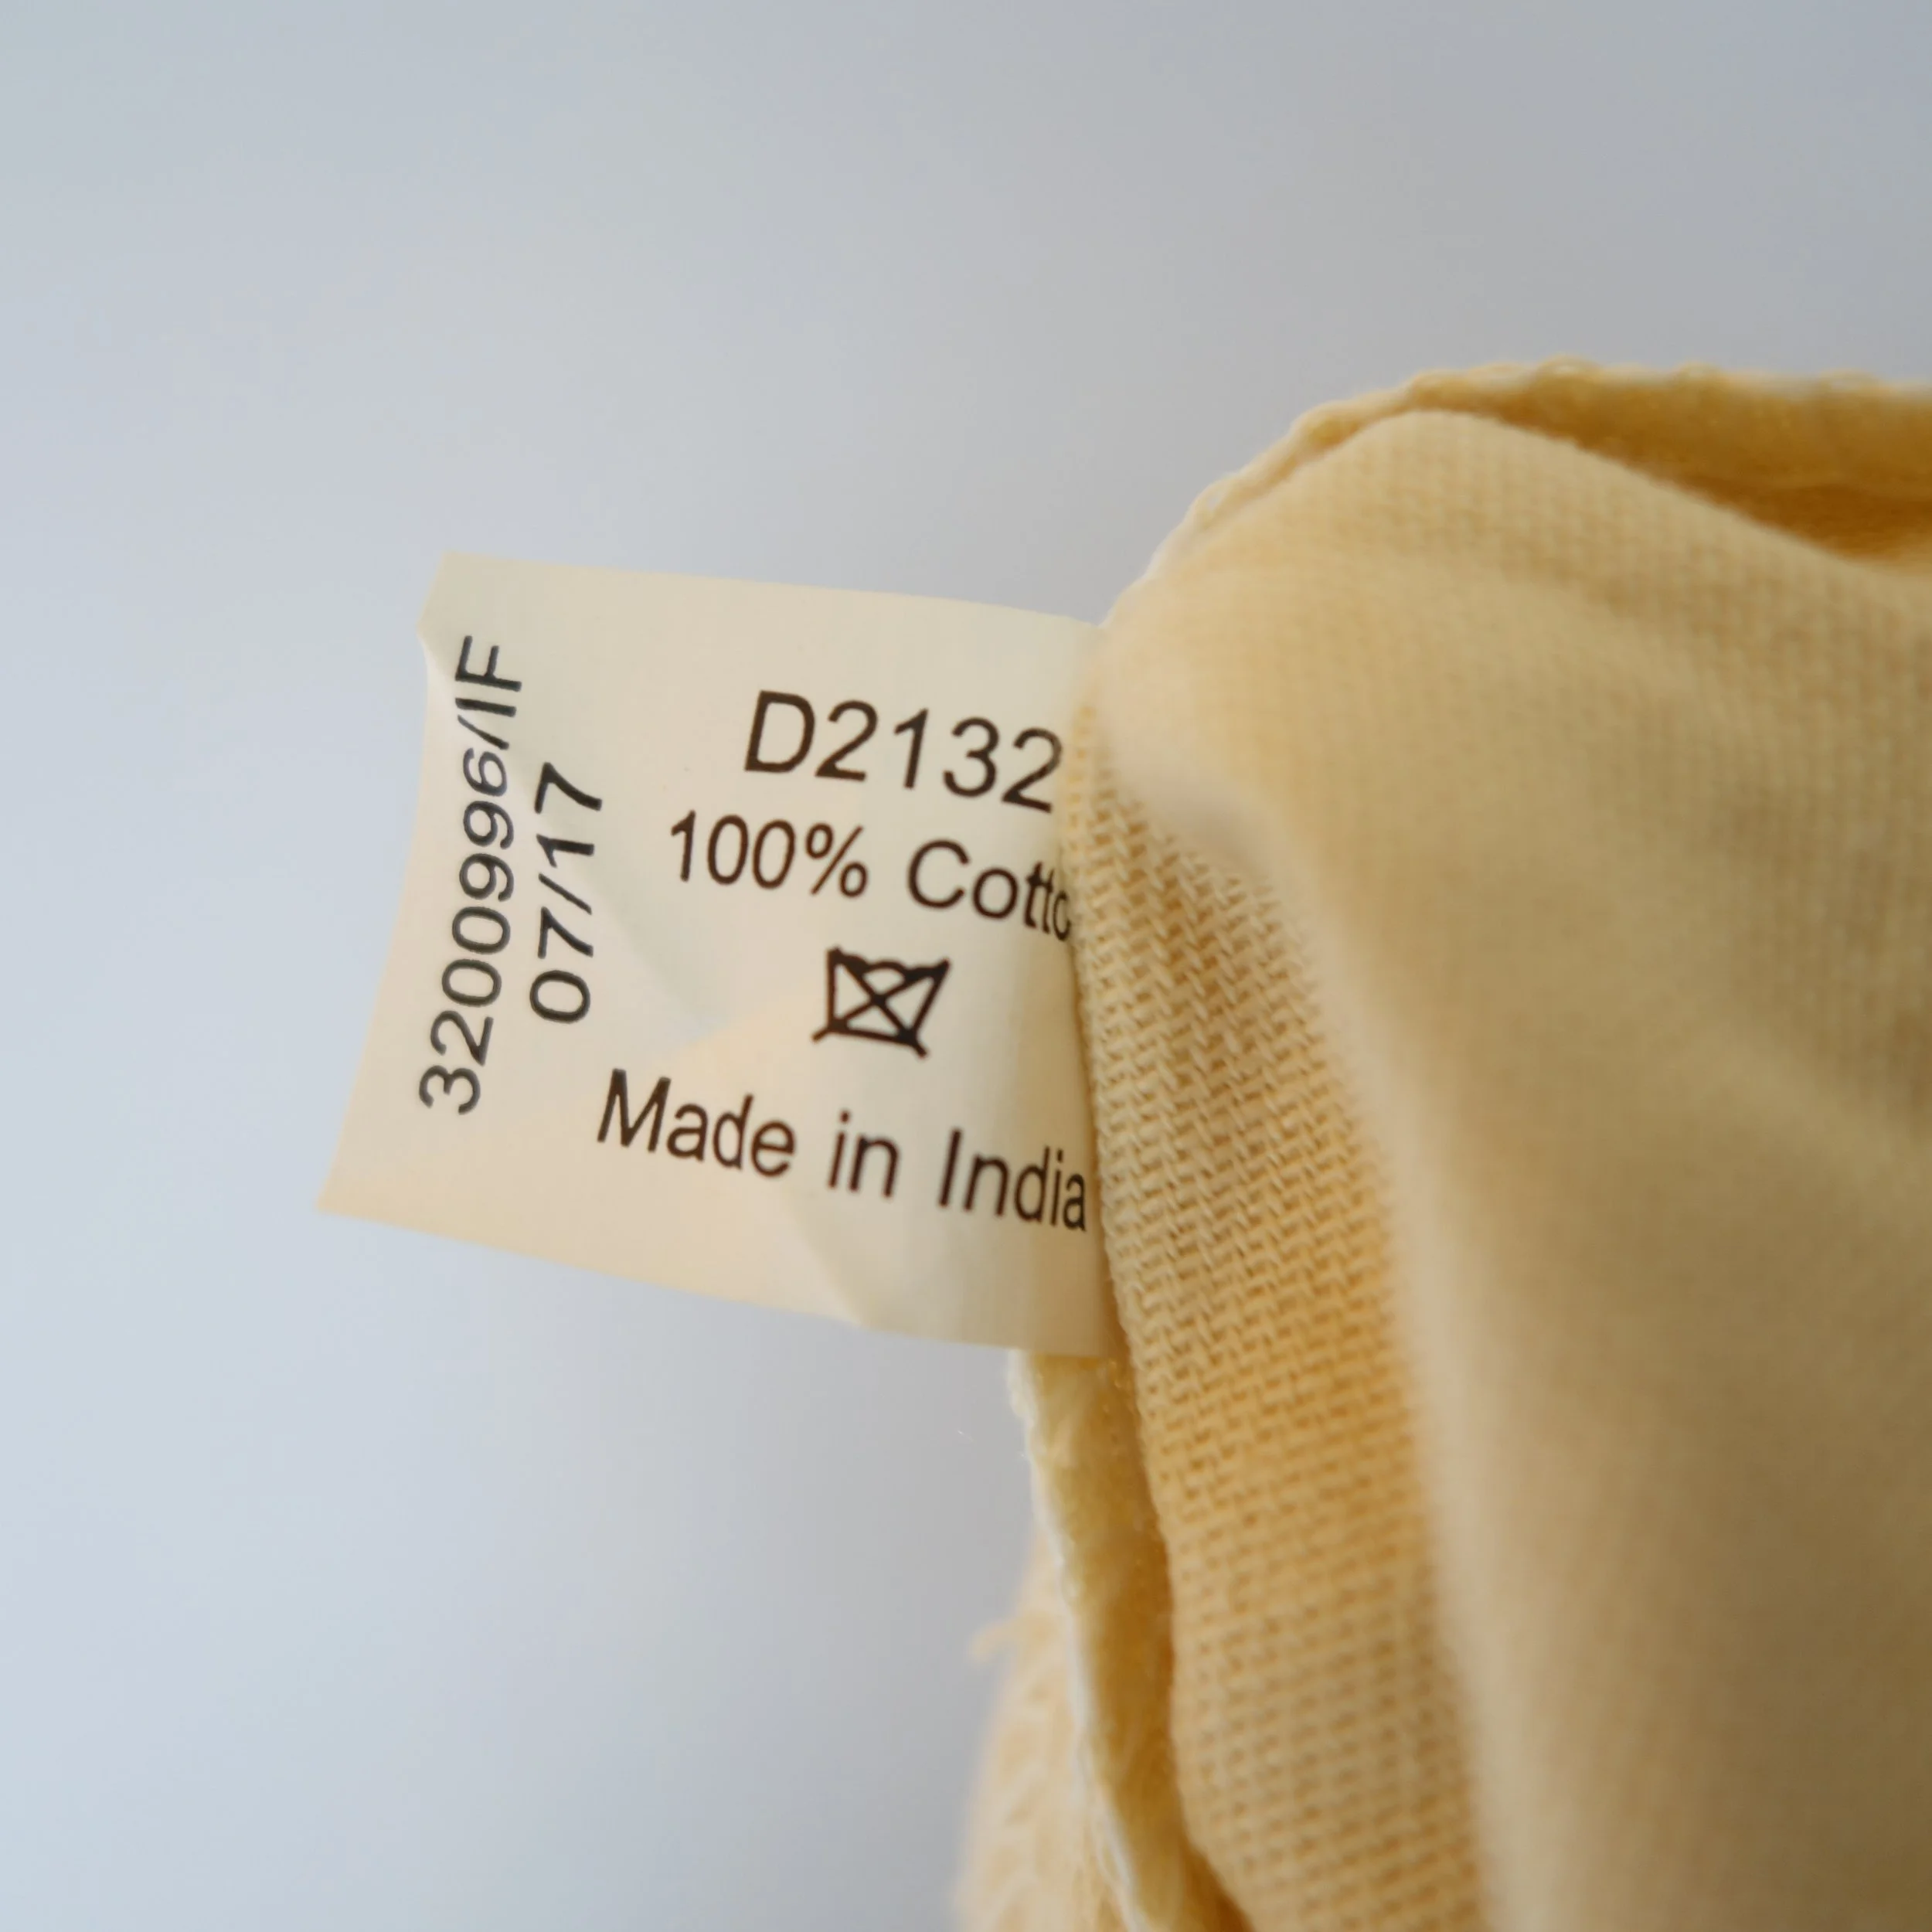 D2132
100% Cotto
Made in India
3200996/IF
07/17